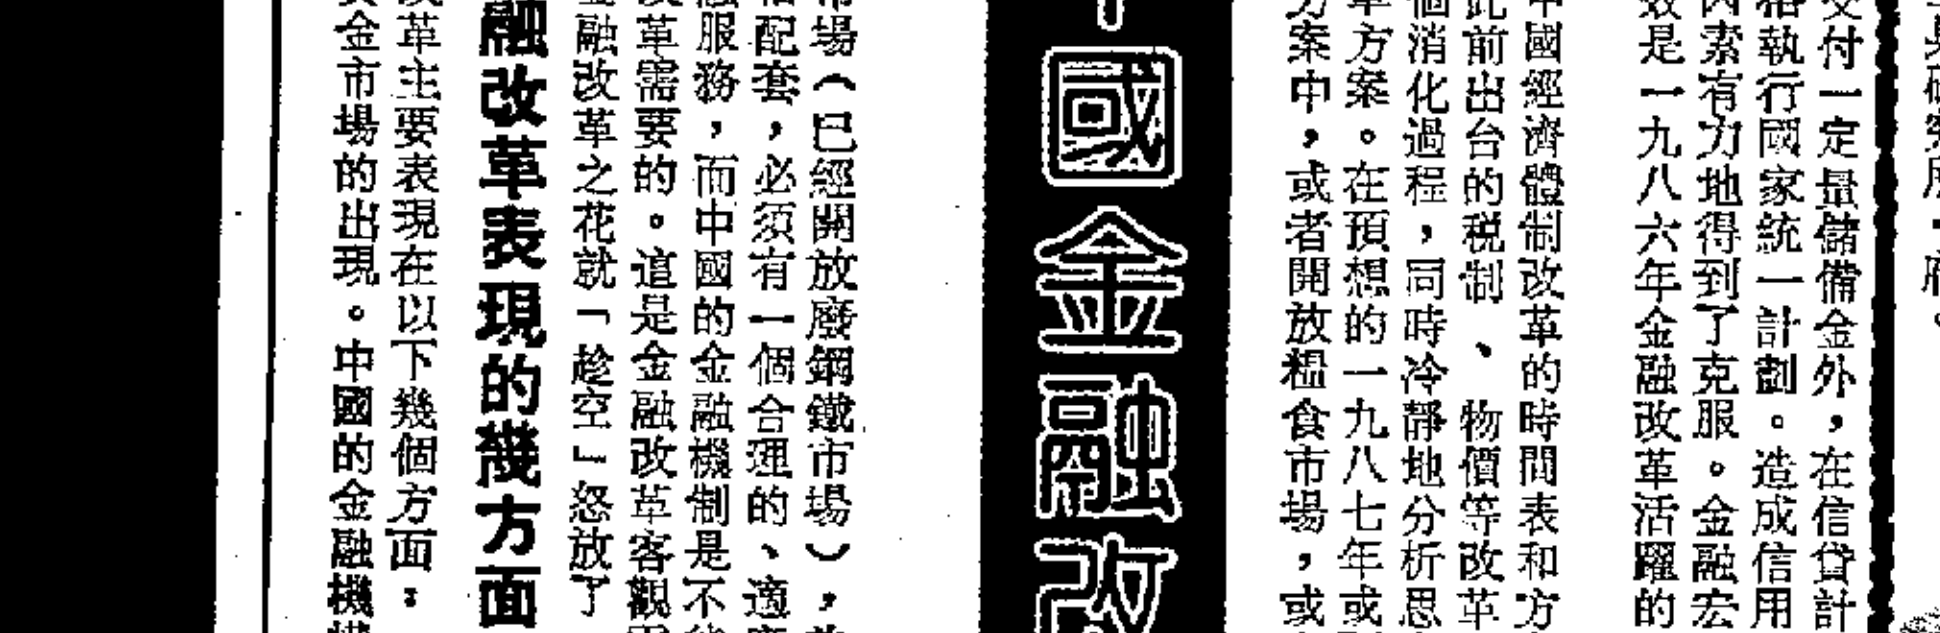 交付一定量儲備金外，在信貸計
格執行國家統一計劃。造成信用
內素有力地得到了克服。金融宏
效是一九八六年金融改革活躍的
中國經濟體制改革的時間表和方
此前出台的税制、物價等改革
個消化過程，同時冷靜地分析思
革方案。在預想的一九八七年或
方案中，或者開放糧食市場，或
中國金融改
市場（已經開放廢鋼鐵市場），
相配套，必須有一個合理的、適
融服務，而中國的金融機制是不
改革需要的。這是金融改革客觀
金融改革之花就「趁空」怒放了
融改革表現的幾方面
改革主要表現在以下幾個方面：
資金市場的出現。中國的金融機